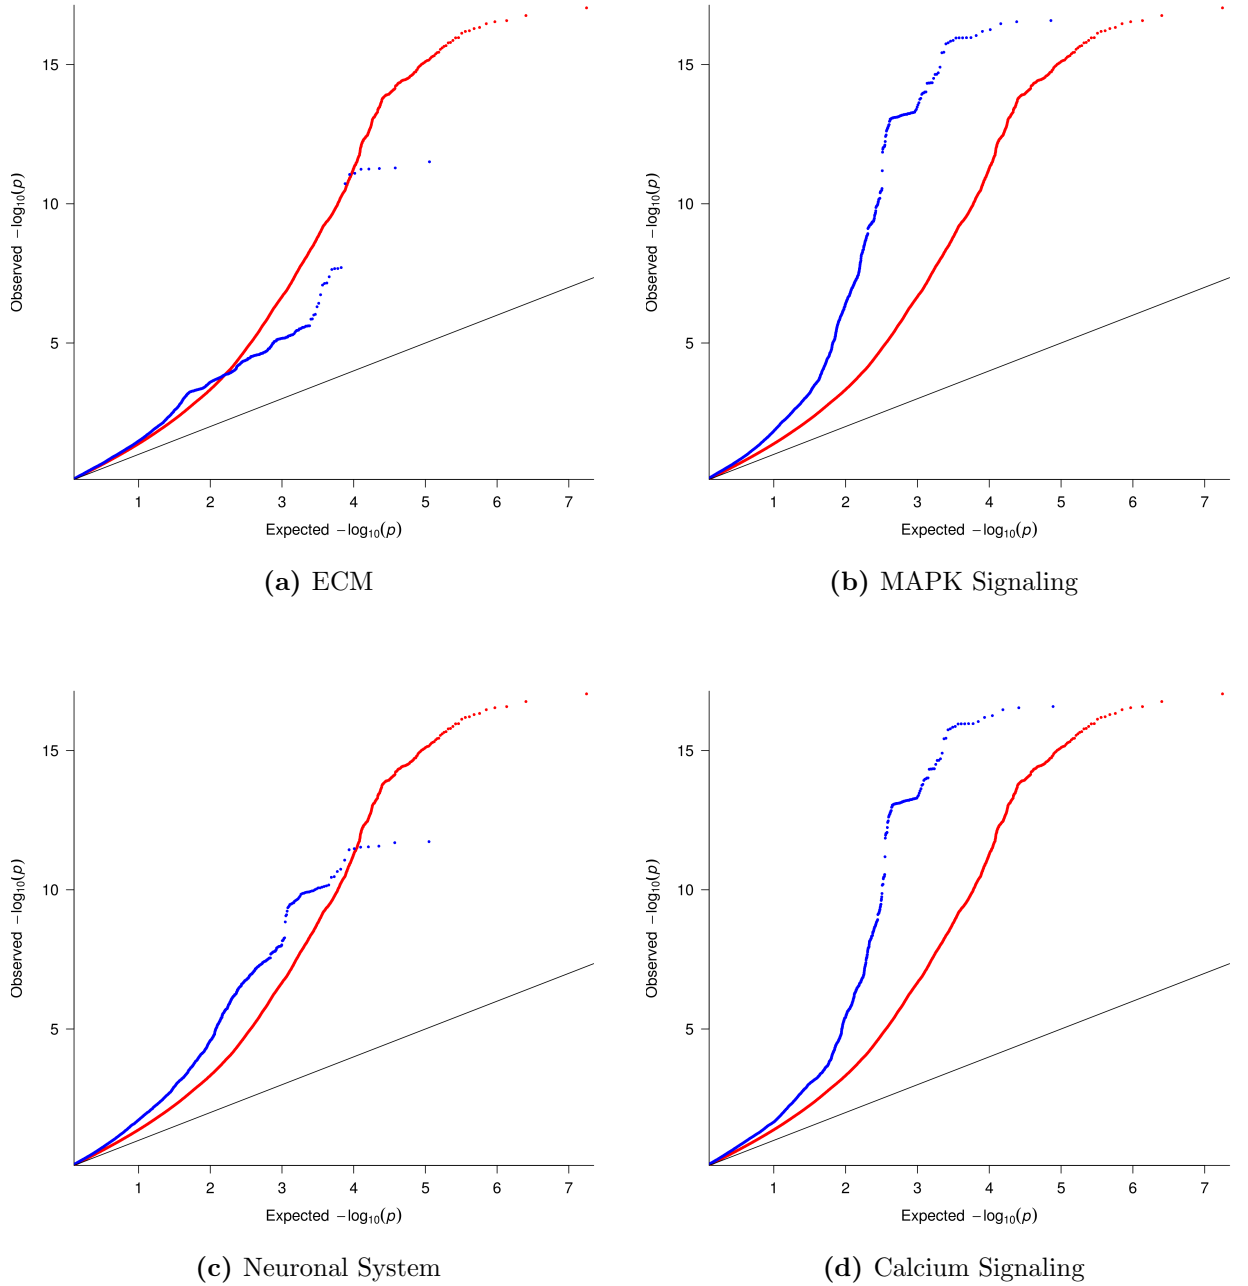 15
10
5
Observed −log₁₀(p)
1 2 3 4 5 6 7
Expected −log₁₀(p)
(a) ECM
15
10
5
Observed −log₁₀(p)
1 2 3 4 5 6 7
Expected −log₁₀(p)
(b) MAPK Signaling
15
10
5
Observed −log₁₀(p)
1 2 3 4 5 6 7
Expected −log₁₀(p)
(c) Neuronal System
15
10
5
Observed −log₁₀(p)
1 2 3 4 5 6 7
Expected −log₁₀(p)
(d) Calcium Signaling